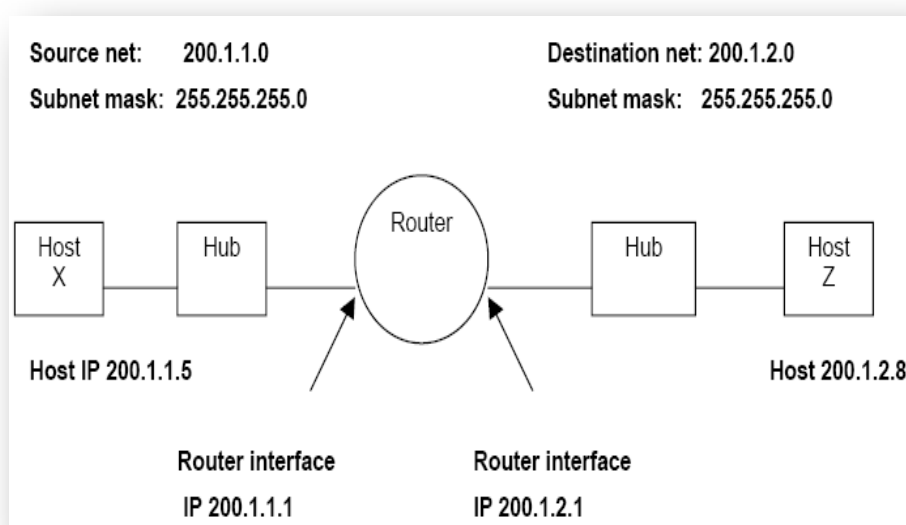 Source net: 200.1.1.0
Subnet mask: 255.255.255.0
Destination net: 200.1.2.0
Subnet mask: 255.255.255.0
Host
X
Hub
Router
Hub
Host
Z
Host IP 200.1.1.5
Host 200.1.2.8
Router interface
IP 200.1.1.1
Router interface
IP 200.1.2.1